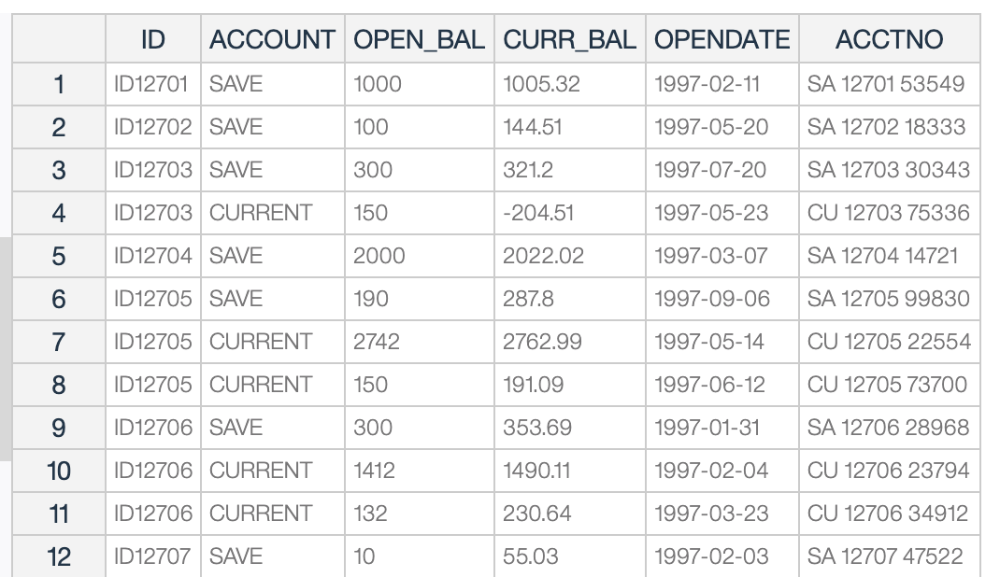 ID ACCOUNT OPEN_BAL CURR_BAL OPENDATE ACCTNO
1 ID12701 SAVE 1000 1005.32 1997-02-11 SA 12701 53549
2 ID12702 SAVE 100 144.51 1997-05-20 SA 12702 18333
3 ID12703 SAVE 300 321.2 1997-07-20 SA 12703 30343
4 ID12703 CURRENT 150 -204.51 1997-05-23 CU 12703 75336
5 ID12704 SAVE 2000 2022.02 1997-03-07 SA 12704 14721
6 ID12705 SAVE 190 287.8 1997-09-06 SA 12705 99830
7 ID12705 CURRENT 2742 2762.99 1997-05-14 CU 12705 22554
8 ID12705 CURRENT 150 191.09 1997-06-12 CU 12705 73700
9 ID12706 SAVE 300 353.69 1997-01-31 SA 12706 28968
10 ID12706 CURRENT 1412 1490.11 1997-02-04 CU 12706 23794
11 ID12706 CURRENT 132 230.64 1997-03-23 CU 12706 34912
12 ID12707 SAVE 10 55.03 1997-02-03 SA 12707 47522